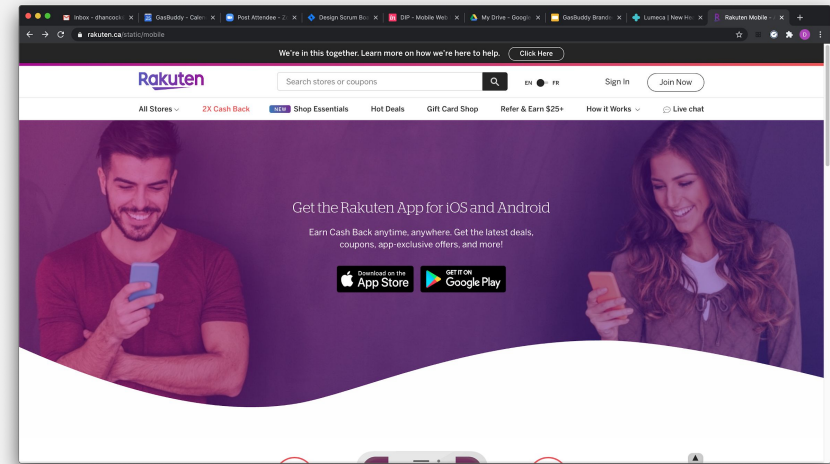 Inbox - dhancock
GasBuddy - Calen
Post Attendee - Z
Design Scrum Boa
DIP - Mobile Web
My Drive - Google
GasBuddy Brande
Lumeca | New Ho
Rakuten Mobile -
rakuten.ca/static/mobile
We're in this together. Learn more on how we're here to help.
Click Here
Rakuten
Search stores or coupons
EN FR
Sign In
Join Now
All Stores
2X Cash Back
NEW Shop Essentials
Hot Deals
Gift Card Shop
Refer & Earn $25+
How it Works
Live chat
Get the Rakuten App for iOS and Android
Earn Cash Back anytime, anywhere. Get the latest deals,
coupons, app-exclusive offers, and more!
Download on the
App Store
GET IT ON
Google Play